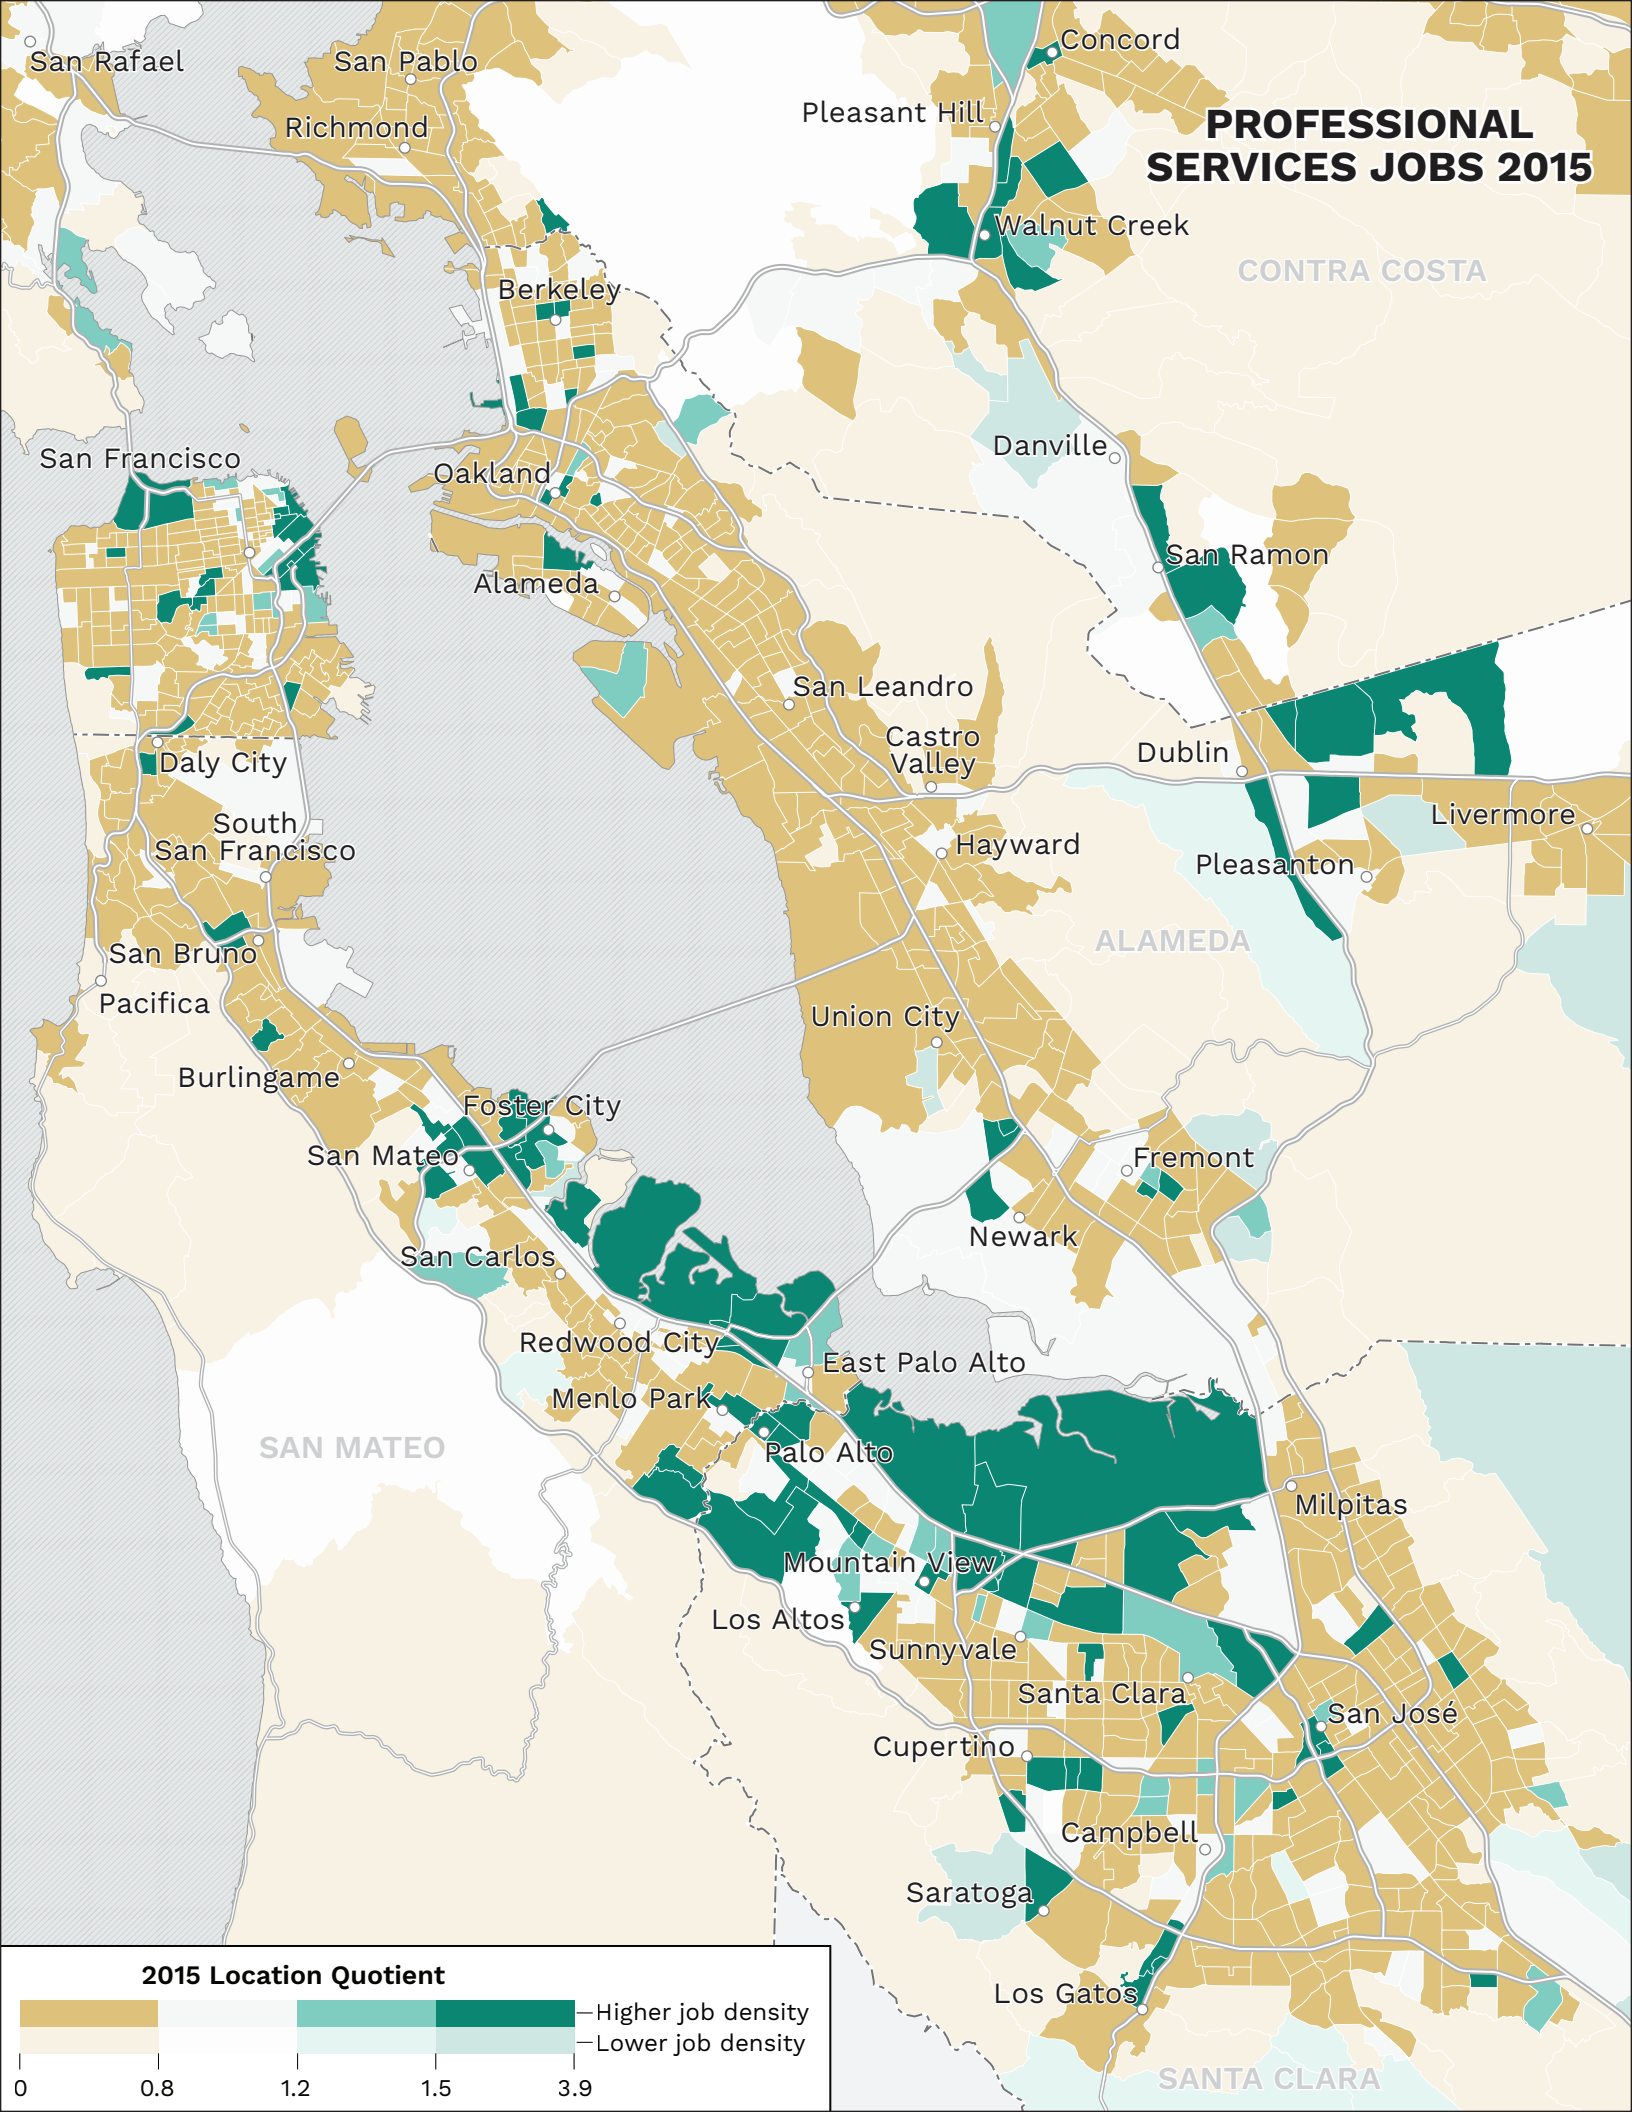 PROFESSIONAL
SERVICES JOBS 2015
San Rafael
San Pablo
Concord
Richmond
Pleasant Hill
Walnut Creek
CONTRA COSTA
Berkeley
San Francisco
Oakland
Danville
Alameda
San Ramon
San Leandro
Castro
Valley
Dublin
Daly City
South
San Francisco
Hayward
Livermore
Pleasanton
San Bruno
ALAMEDA
Pacifica
Union City
Burlingame
Foster City
San Mateo
Fremont
Newark
San Carlos
Redwood City
East Palo Alto
Menlo Park
SAN MATEO
Palo Alto
Milpitas
Mountain View
Los Altos
Sunnyvale
Santa Clara
San José
Cupertino
Campbell
Saratoga
Los Gatos
SANTA CLARA
2015 Location Quotient
Higher job density
Lower job density
0 0.8 1.2 1.5 3.9